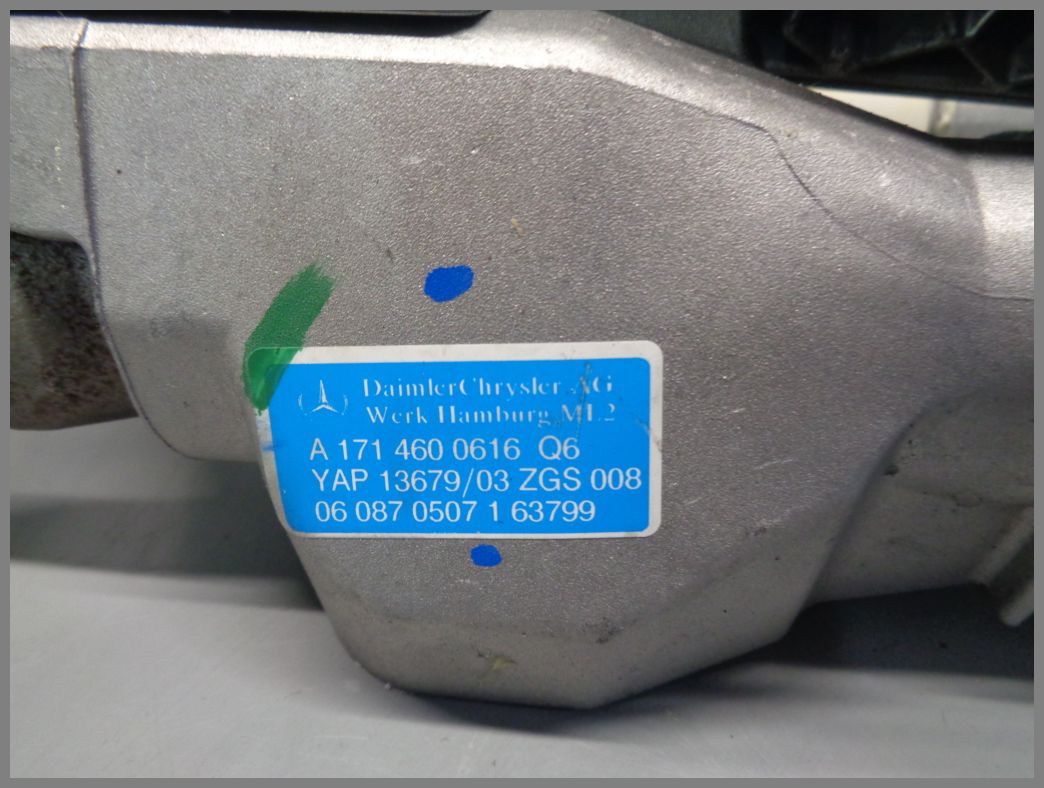 DaimlerChrysler AG
Werk Hamburg ML2
A 171 460 0616 Q6
YAP 13679/03 ZGS 008
06 087 0507 1 63799